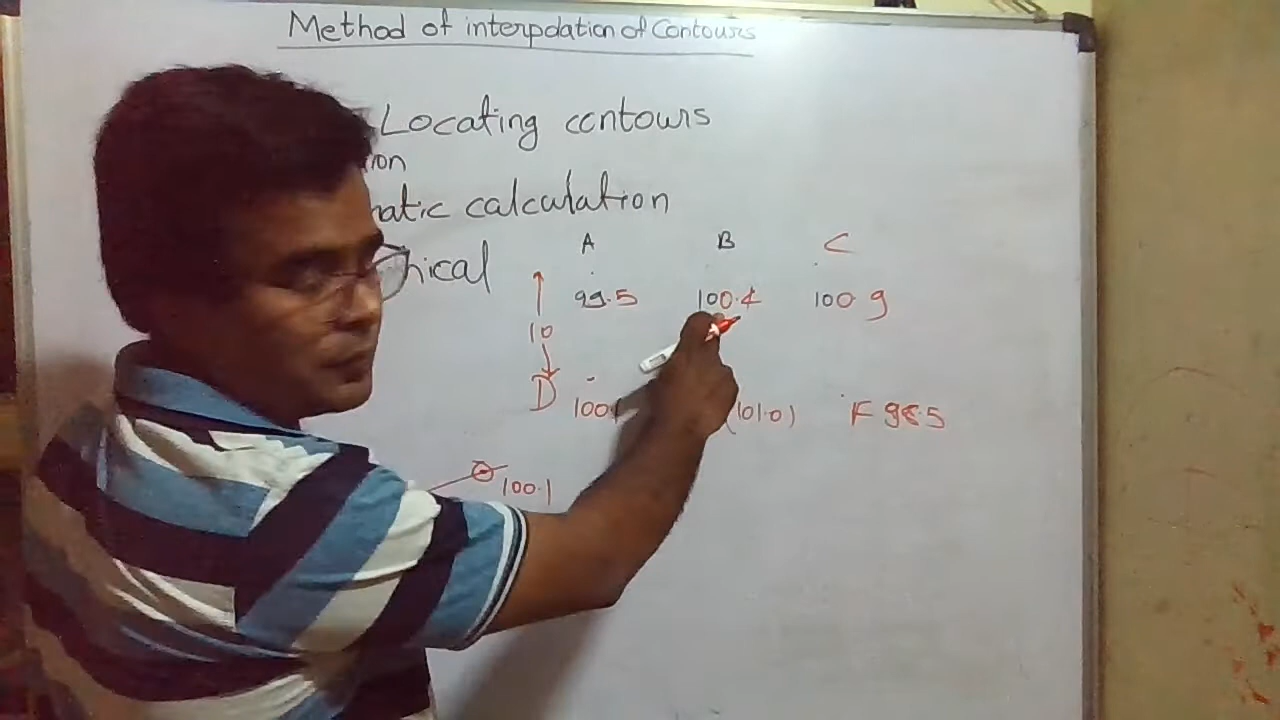 Method of interpolation of Contours
Locating contours
ion
matic calculation
hical
A B C
99.5 100.4 100 9
10
D 100. (101.0) F 98.5
100.1